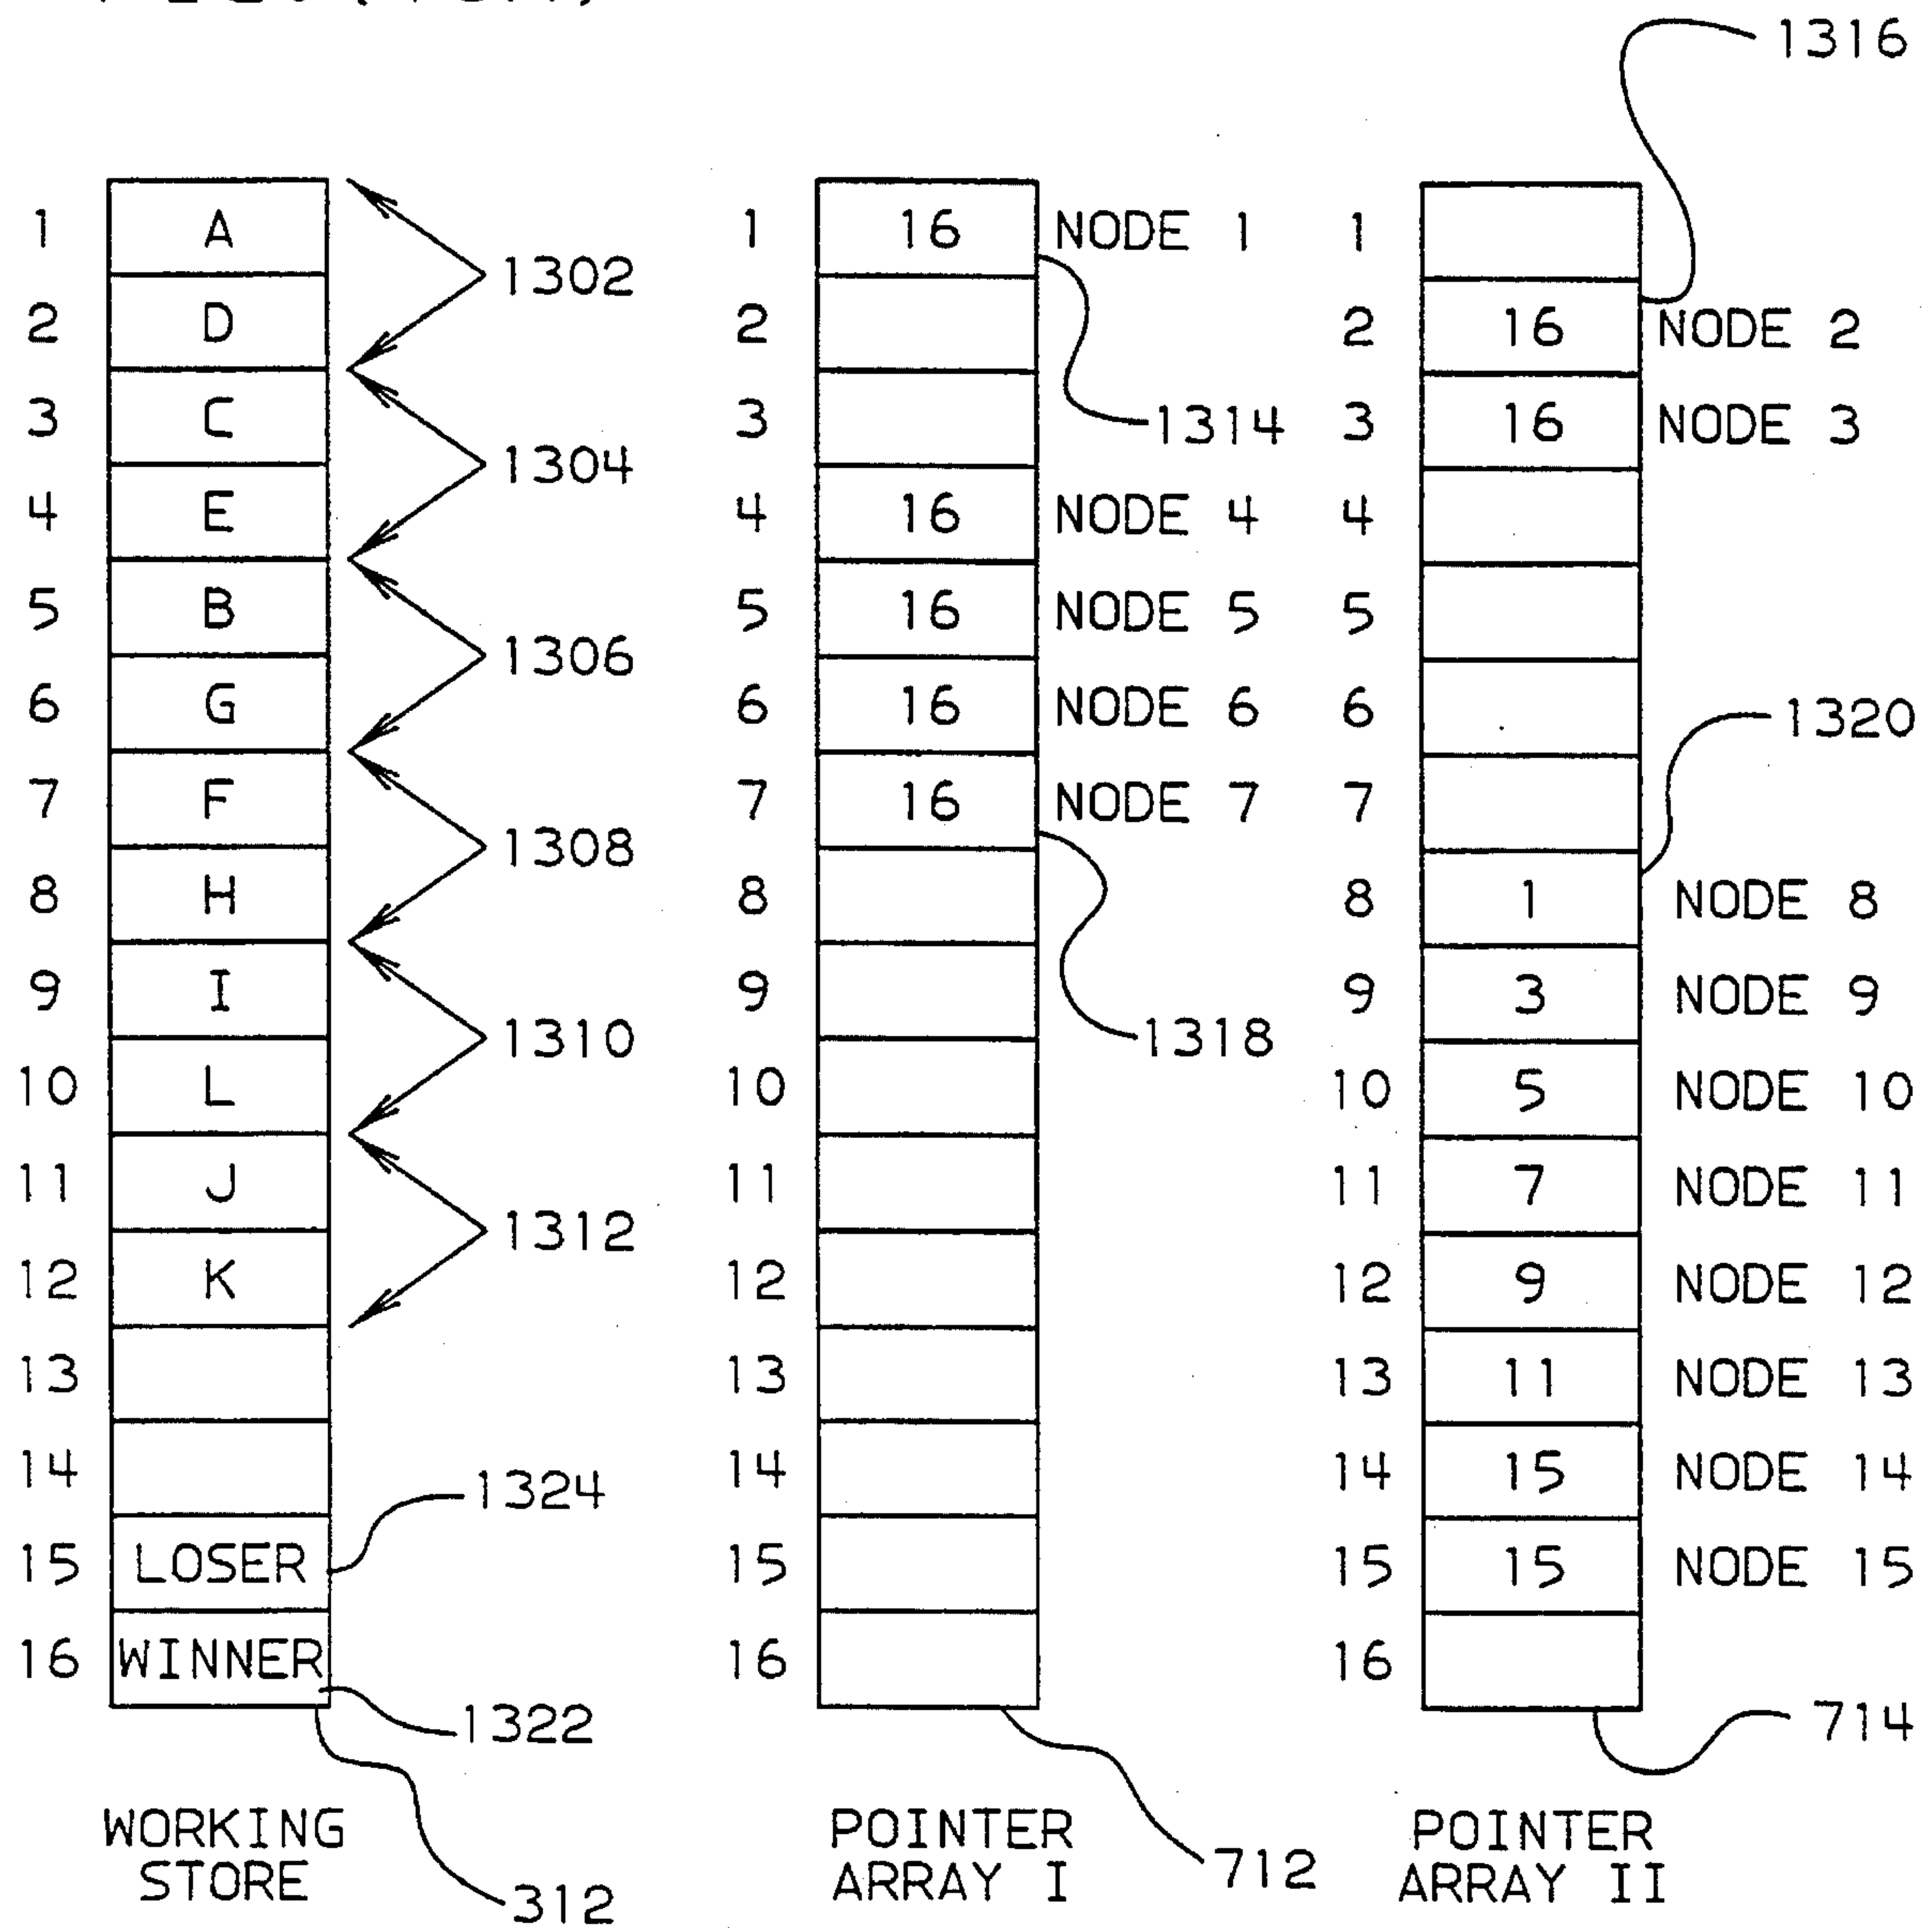 1316
1 A 1 16 NODE 1 1
1302
2 D 2 2 16 NODE 2
3 C 3 1314 3 16 NODE 3
1304
4 E 4 16 NODE 4 4
5 B 5 16 NODE 5 5
1306
6 G 6 16 NODE 6 6
1320
7 F 7 16 NODE 7 7
1308
8 H 8 8 1 NODE 8
9 I 9 9 3 NODE 9
1310 1318
10 L 10 10 5 NODE 10
11 J 11 11 7 NODE 11
1312
12 K 12 12 9 NODE 12
13 13 13 11 NODE 13
14 14 14 15 NODE 14
1324
15 LOSER 15 15 15 NODE 15
16 WINNER 16 16
1322
714
WORKING POINTER POINTER
STORE ARRAY I ARRAY II
712
312